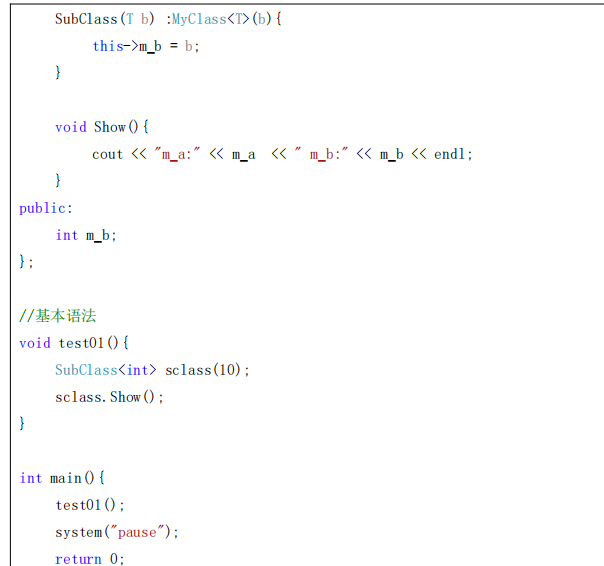 SubClass(T b) :MyClass<T>(b){
this->m_b = b;
}
void Show(){
cout << "m_a:" << m_a  << " m_b:" << m_b << endl;
}
public:
int m_b;
};
//基本语法
void test01(){
SubClass<int> sclass(10);
sclass.Show();
}
int main(){
test01();
system("pause");
return 0;